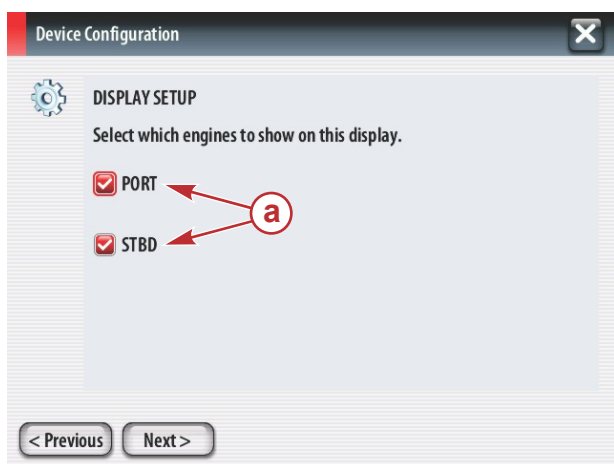 Device Configuration
DISPLAY SETUP
Select which engines to show on this display.
PORT
a
STBD
< Previous
Next >